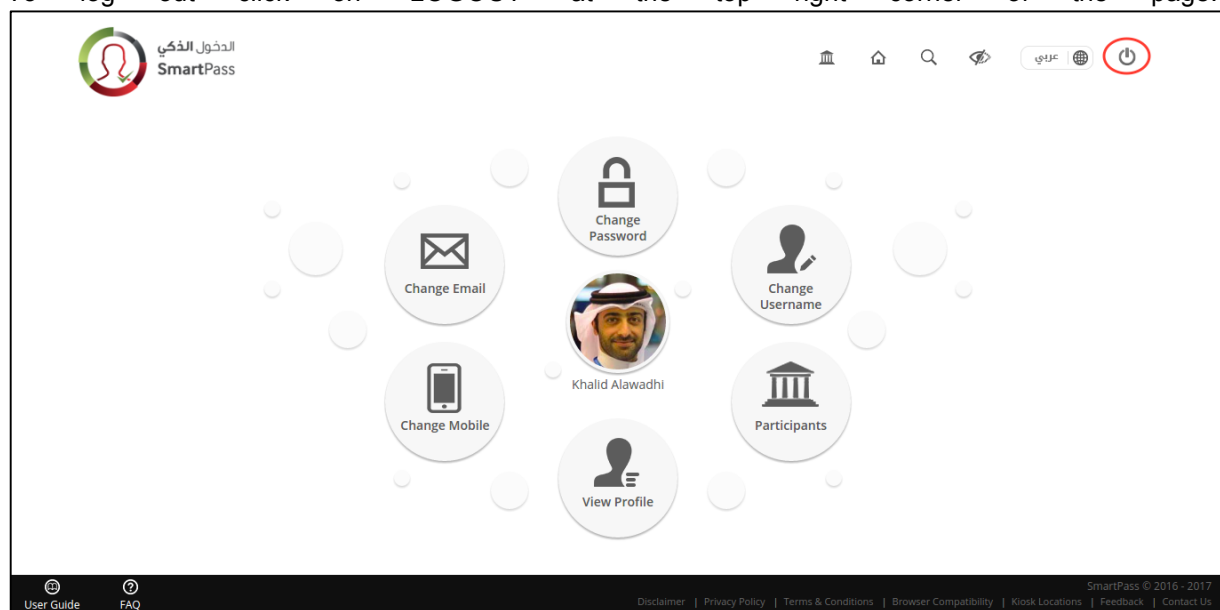 To log out click on LOGOUT at the top right corner of the page.
الدخول الذكي
SmartPass
عربي
Change
Password
Change Email
Change
Username
Khalid Alawadhi
Change Mobile
Participants
View Profile
SmartPass © 2016 - 2017
User Guide
FAQ
Disclaimer | Privacy Policy | Terms & Conditions | Browser Compatibility | Kiosk Locations | Feedback | Contact Us